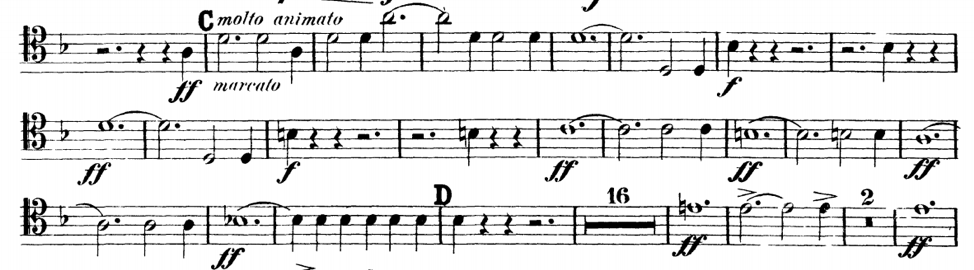 C molto animato
ff marcato f
ff f ff ff ff
D 16 2
ff ff ff